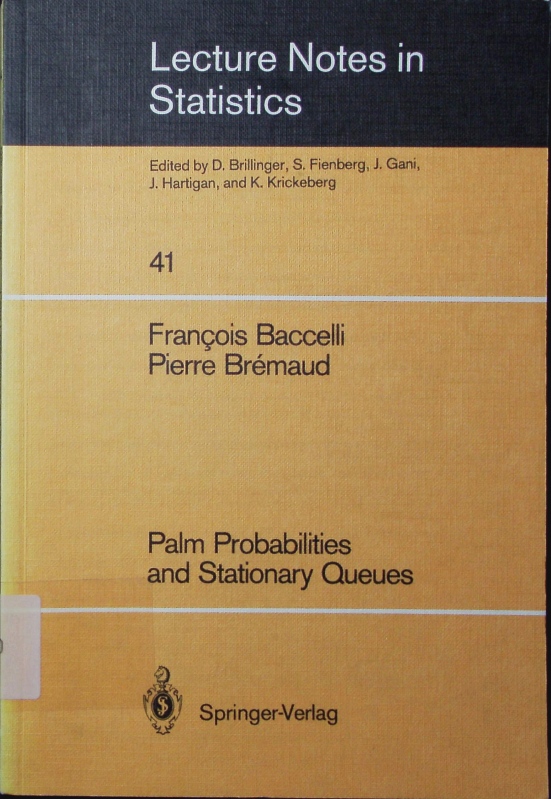 Lecture Notes in
Statistics
Edited by D. Brillinger, S. Fienberg, J. Gani,
J. Hartigan, and K. Krickeberg
41
François Baccelli
Pierre Brémaud
Palm Probabilities
and Stationary Queues
Springer-Verlag